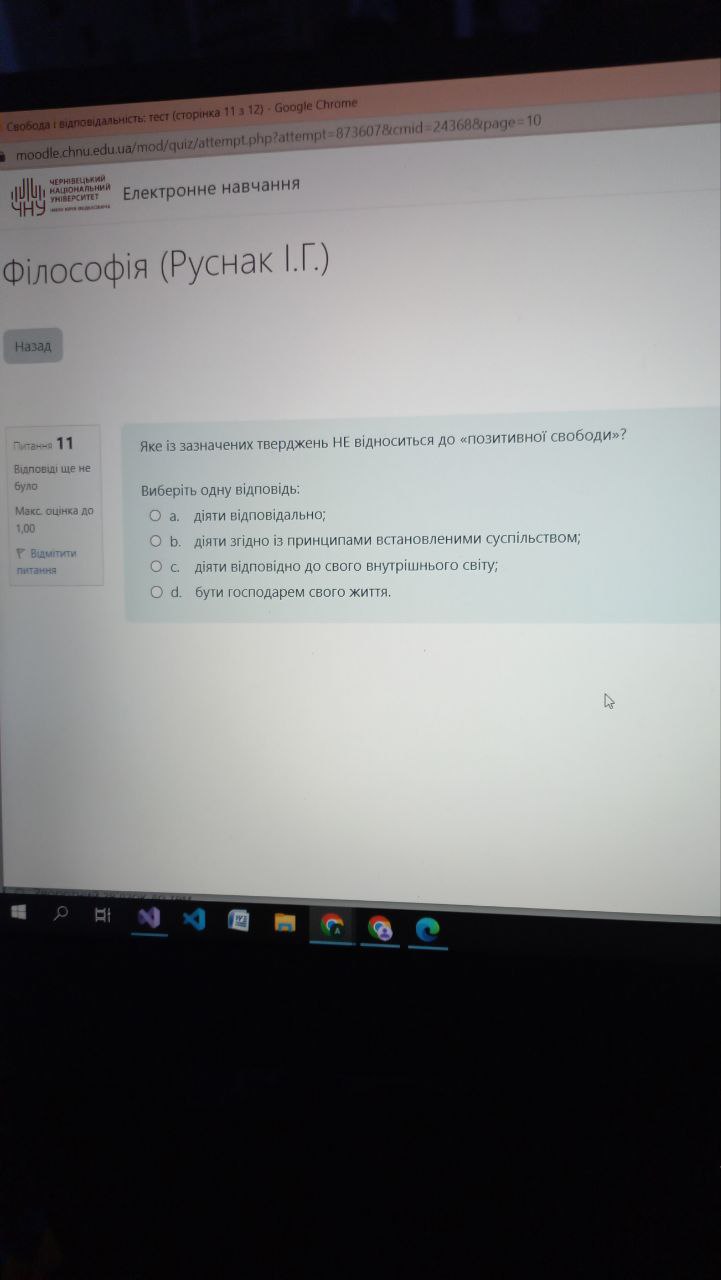 Свобода і відповідальність: тест (сторінка 11 з 12) - Google Chrome
moodle.chnu.edu.ua/mod/quiz/attempt.php?attempt=873607&cmid=24368&page=10
ЧЕРНІВЕЦЬКИЙ
НАЦІОНАЛЬНИЙ
УНІВЕРСИТЕТ
ЧНУ
Електронне навчання
Філософія (Руснак І.Г.)
Назад
Питання 11
Відповіді ще не
було
Макс. оцінка до
1,00
Відмітити
питання
Яке із зазначених тверджень НЕ відноситься до «позитивної свободи»?
Виберіть одну відповідь:
a. діяти відповідально;
b. діяти згідно із принципами встановленими суспільством;
c. діяти відповідно до свого внутрішнього світу;
d. бути господарем свого життя.